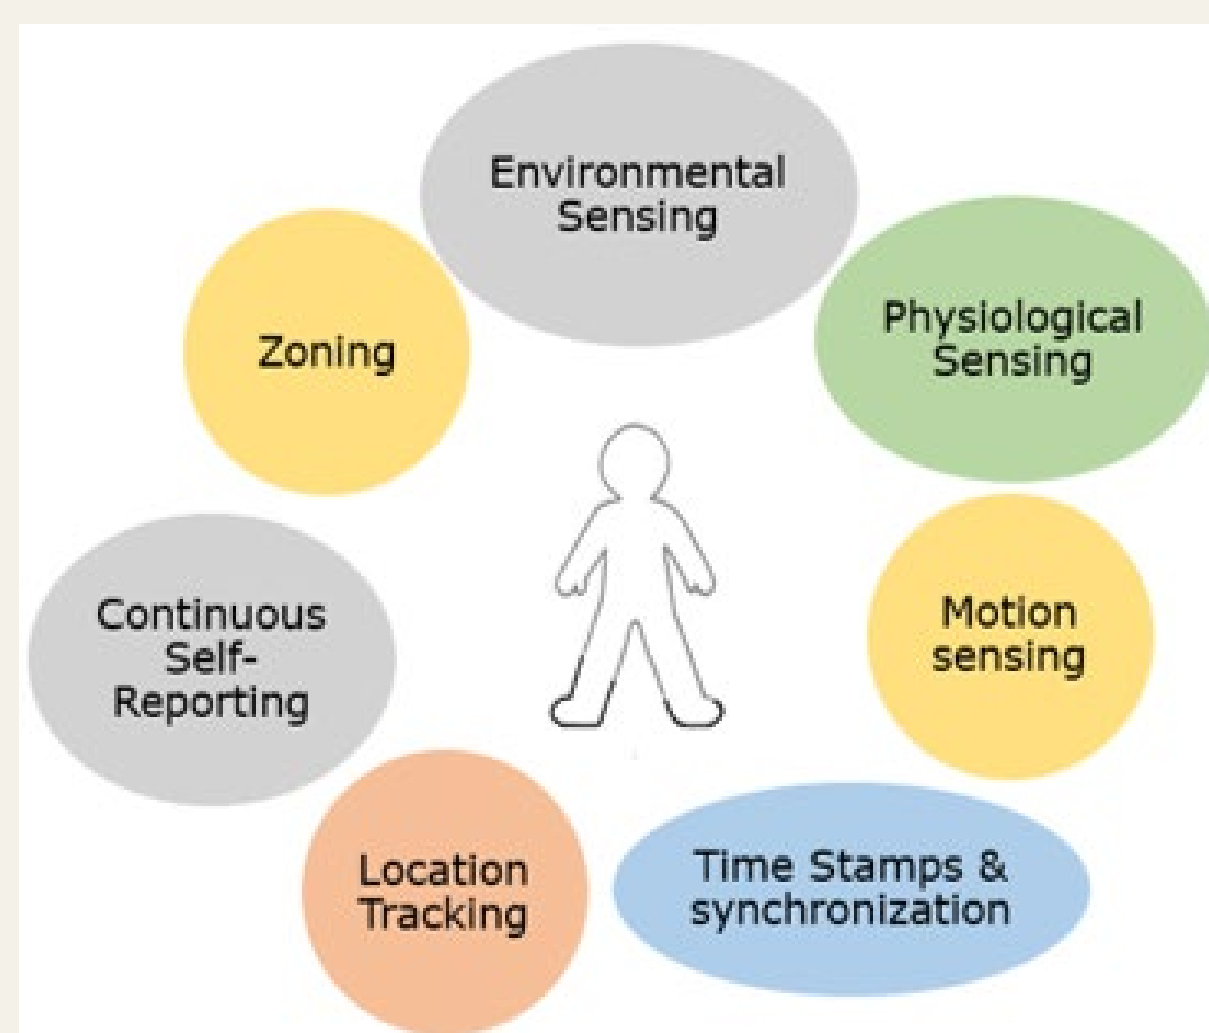 Environmental
Sensing
Physiological
Sensing
Zoning
Motion
sensing
Continuous
Self-
Reporting
Location
Tracking
Time Stamps &
synchronization